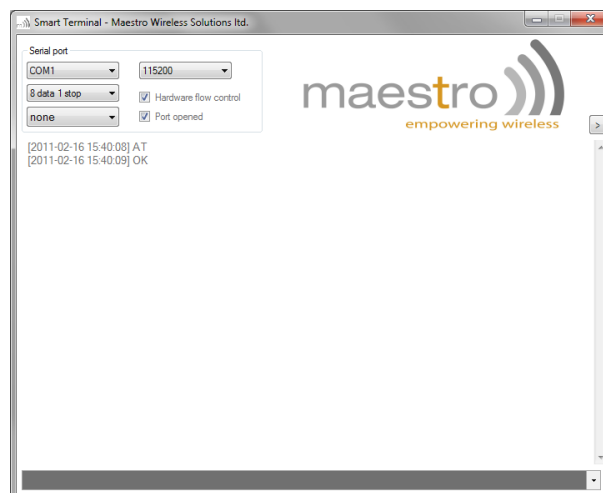 Smart Terminal - Maestro Wireless Solutions ltd.
Serial port
COM1
115200
8 data 1 stop
Hardware flow control
none
Port opened
maestro
empowering wireless
>
[2011-02-16 15:40:08] AT
[2011-02-16 15:40:09] OK